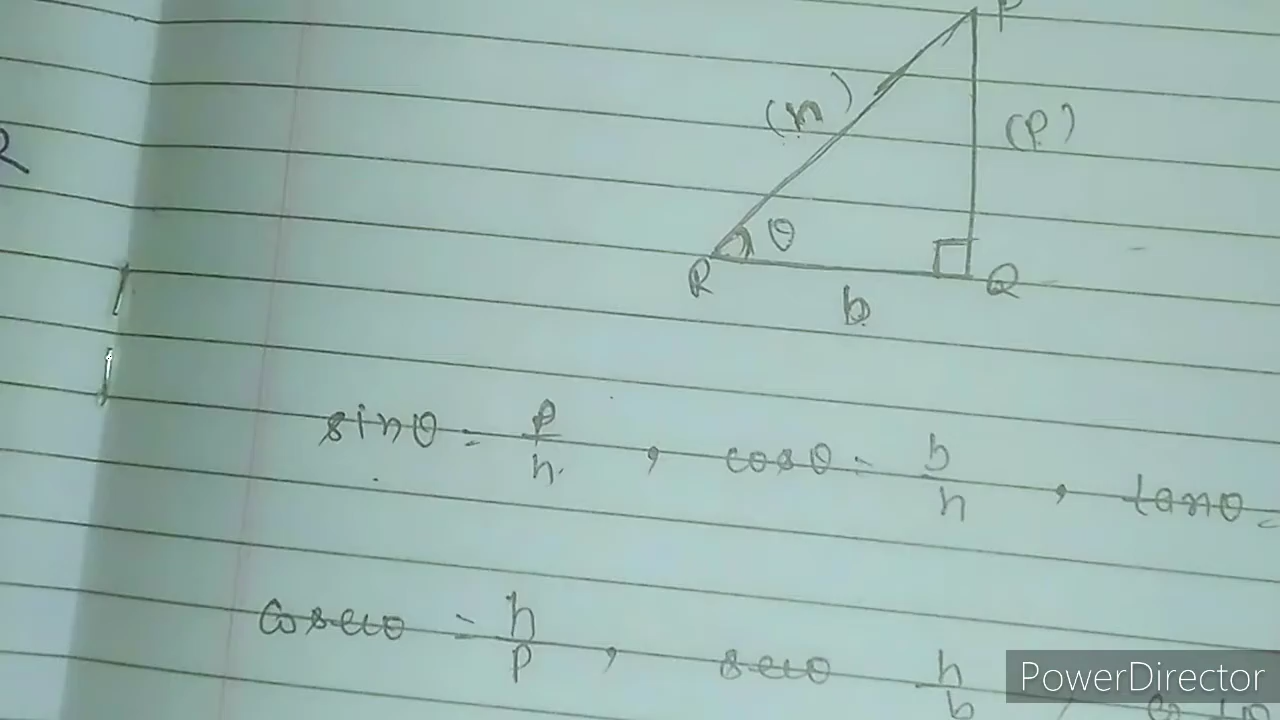 P
(h)
(P)
θ
R
Q
b
sinθ = P/h , cosθ = b/h , tanθ =
cosecθ = h/P , secθ h/b
PowerDirector